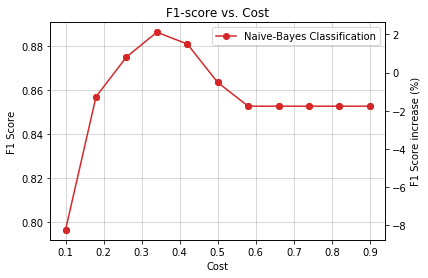 F1-score vs. Cost
Naive-Bayes Classification
F1 Score
0.88
0.86
0.84
0.82
0.80
2
0
−2
−4
−6
−8
F1 Score increase (%)
0.1 0.2 0.3 0.4 0.5 0.6 0.7 0.8 0.9
Cost